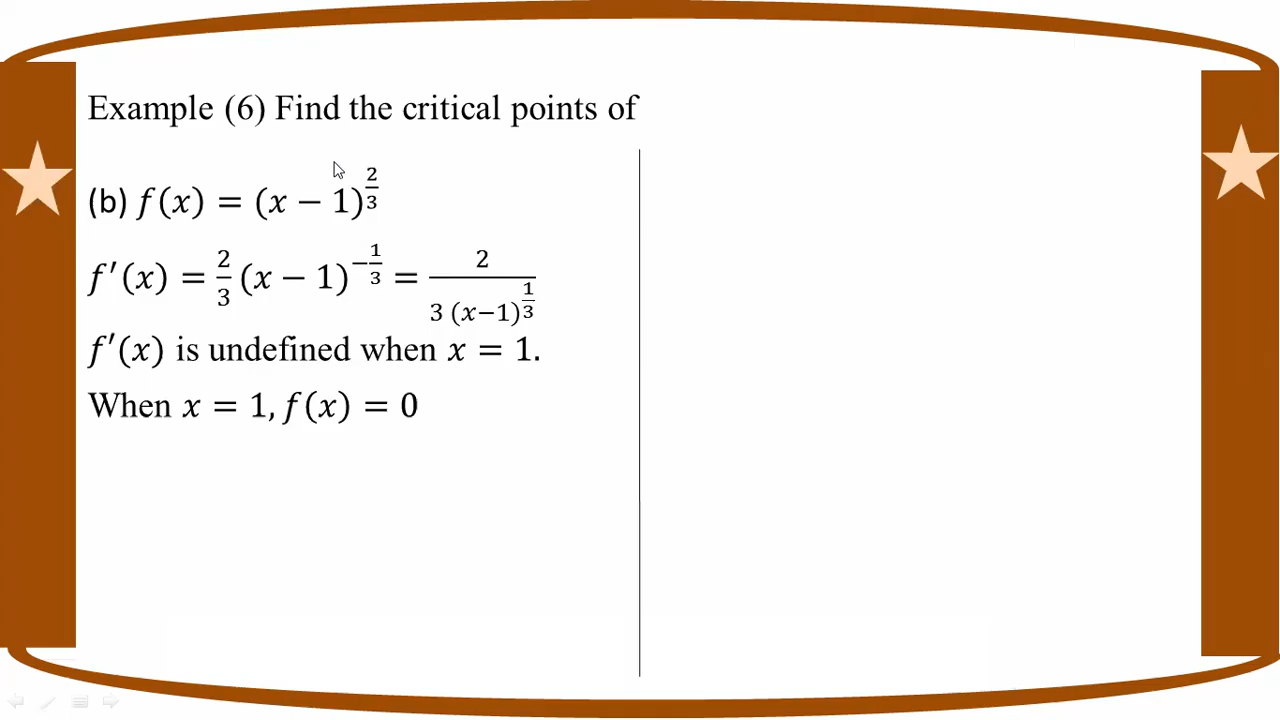 Example (6) Find the critical points of
(b) f(x) = (x − 1)^(2/3)
f′(x) = 2/3 (x − 1)^(−1/3) = 2 / (3 (x−1)^(1/3))
f′(x) is undefined when x = 1.
When x = 1, f(x) = 0